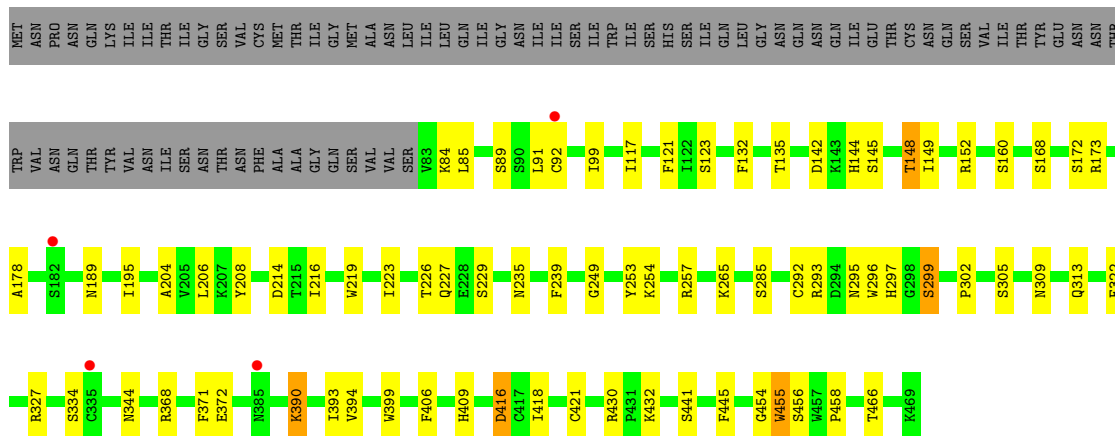 MET ASN PRO ASN GLN LYS ILE ILE THR ILE GLY SER VAL CYS MET THR ILE GLY MET ALA ASN LEU ILE LEU GLN ILE GLY ASN ILE ILE SER ILE TRP ILE SER HIS SER ILE GLN LEU GLY ASN GLN ASN GLN ILE GLU THR CYS ASN GLN SER VAL ILE THR TYR GLU ASN ASN THR
TRP VAL ASN GLN THR TYR VAL ASN ILE SER ASN THR ASN PHE ALA ALA GLY GLN SER VAL VAL SER V83 K84 L85 S89 S90 L91 C92 I99 I117 F121 I122 S123 F132 T135 D142 K143 H144 S145 T148 I149 R152 S160 S168 S172 R173
A178 S182 N189 I195 A204 V205 L206 K207 Y208 D214 T215 I216 W219 I223 T226 Q227 E228 S229 N235 F239 G249 Y253 K254 R257 K265 S285 C292 R293 D294 N295 W296 H297 G298 S299 P302 S305 N309 Q313
R327 S334 C335 N344 R368 F371 E372 N385 K390 I393 V394 W399 F406 H409 D416 C417 I418 C421 R430 P431 K432 S441 F445 G454 W455 S456 W457 P458 T466 K469